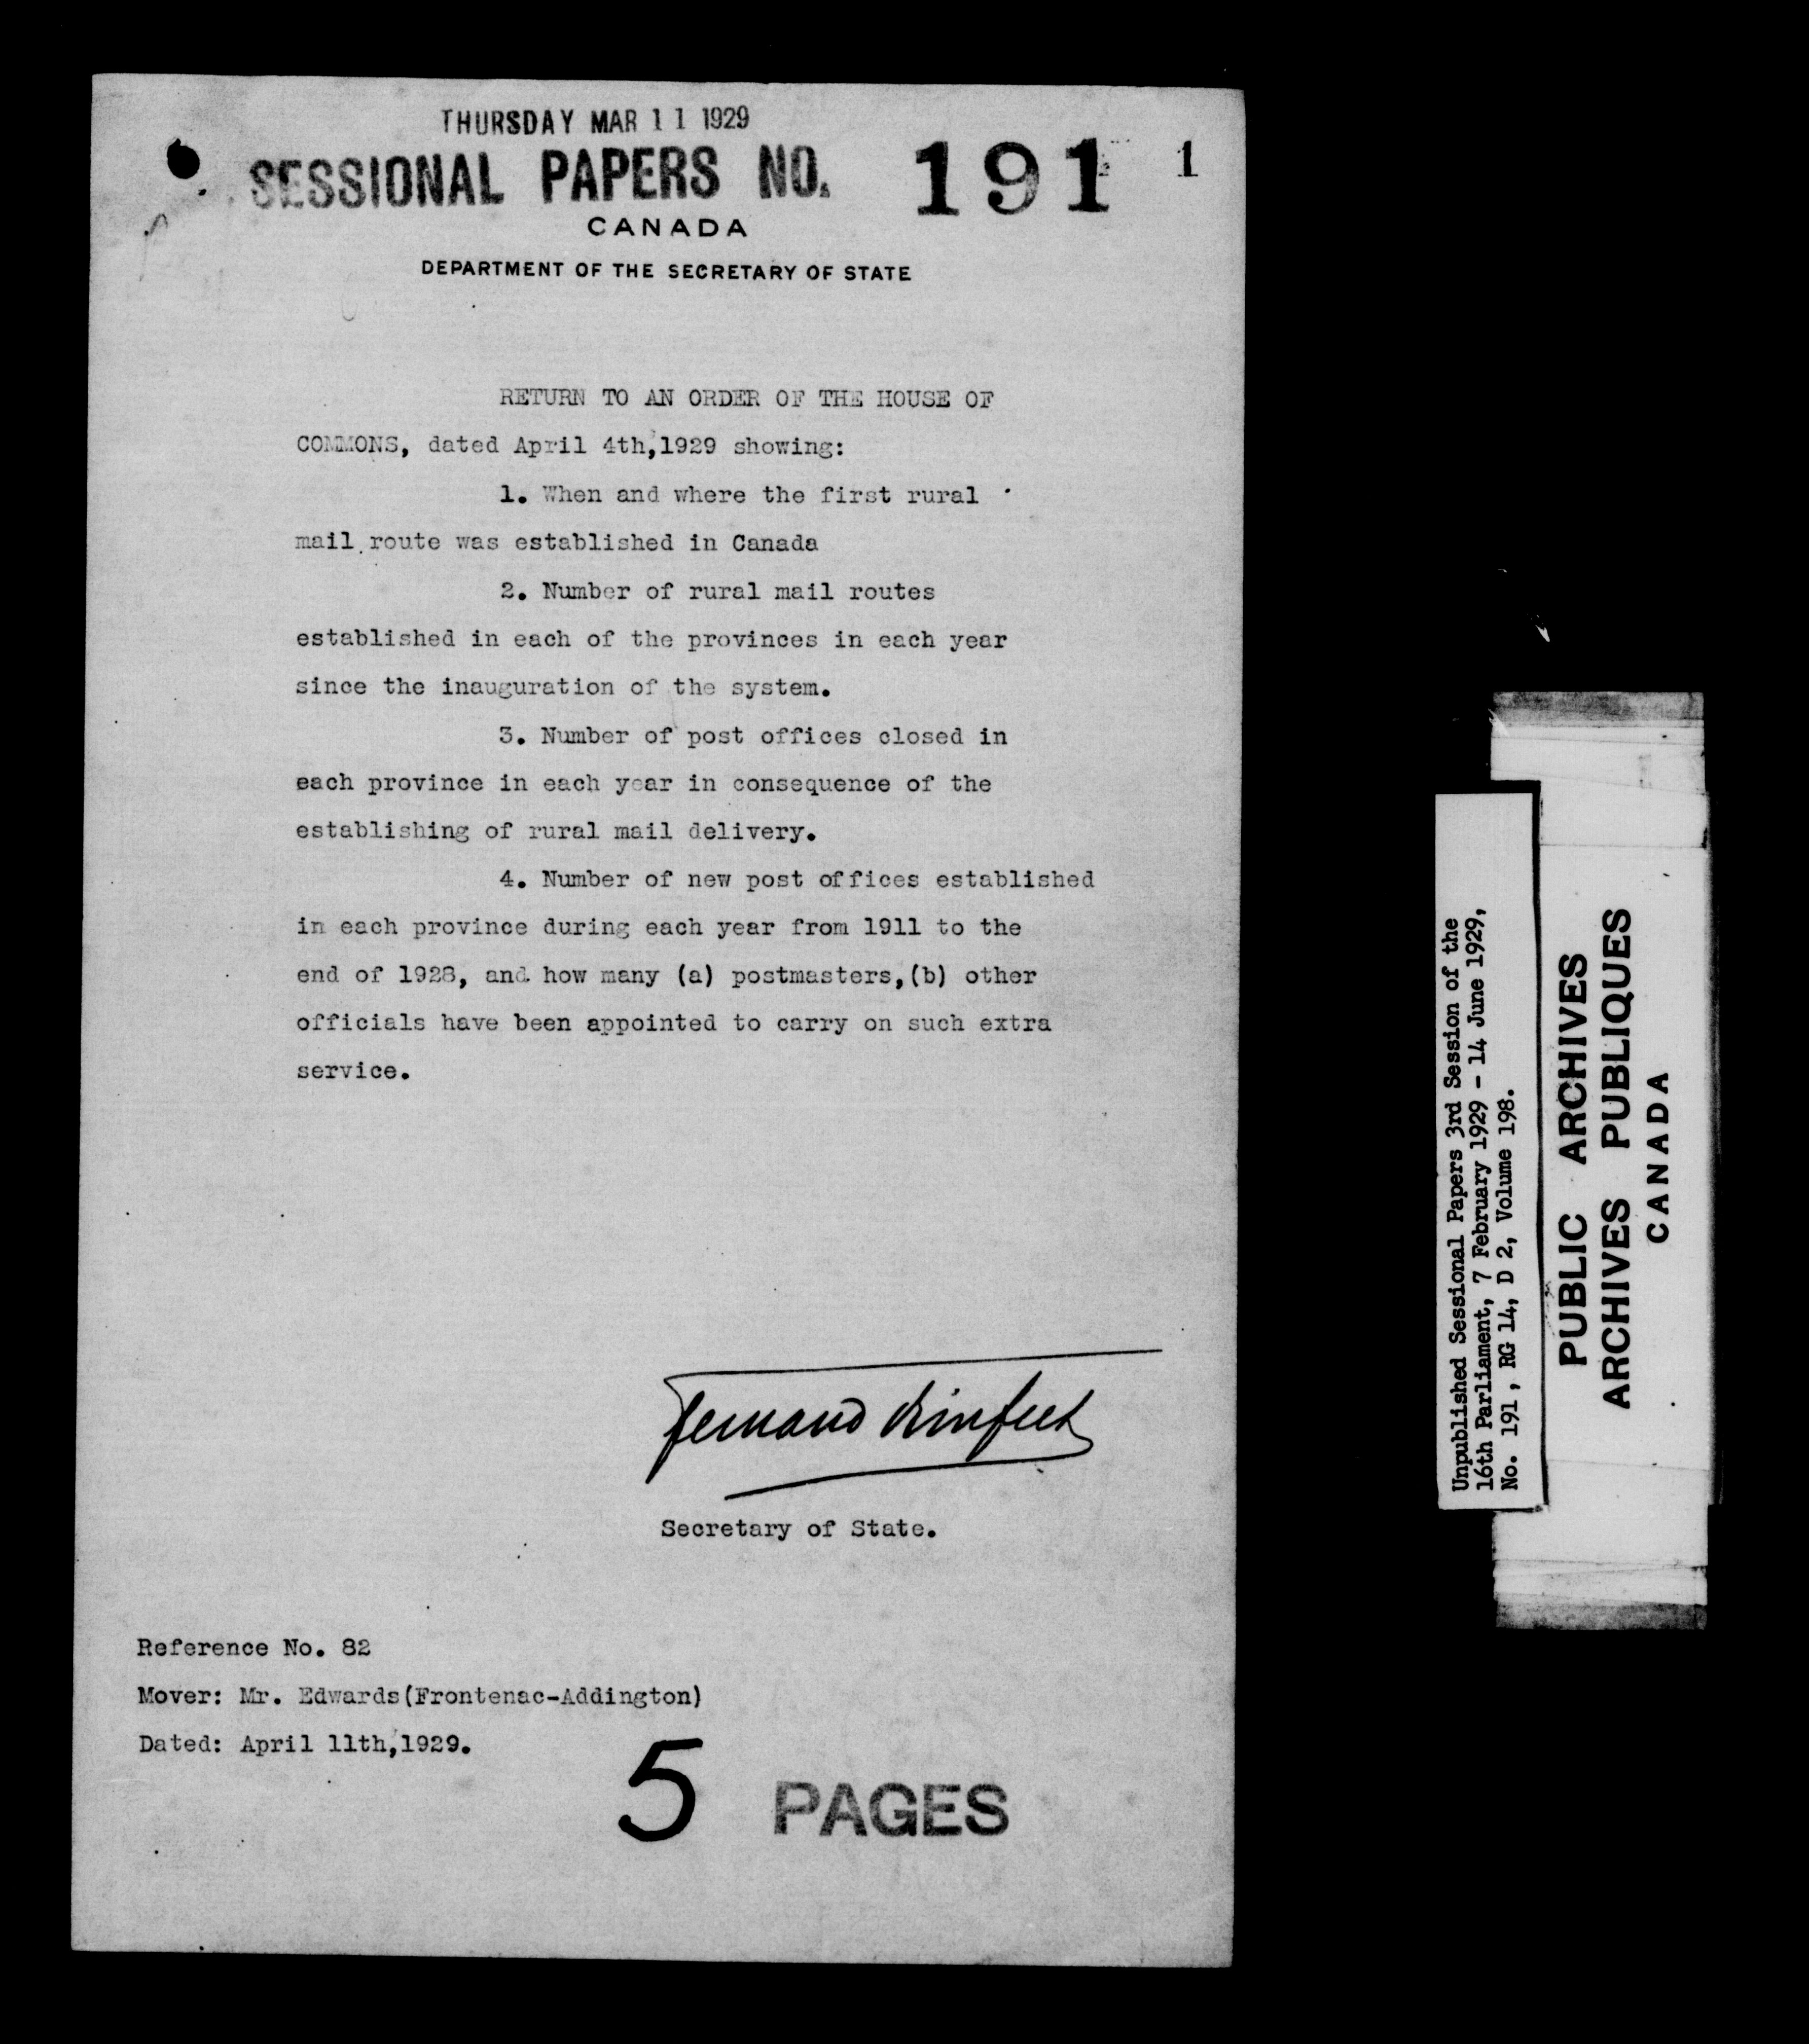 THURSDAY MAR 11 1929
SESSIONAL PAPERS NO. 191 1
CANADA
DEPARTMENT OF THE SECRETARY OF STATE
RETURN TO AN ORDER OF THE HOUSE OF
COMMONS, dated April 4th,1929 showing:
1. When and where the first rural
mail route was established in Canada
2. Number of rural mail routes
established in each of the provinces in each year
since the inauguration of the system.
3. Number of post offices closed in
each province in each year in consequence of the
establishing of rural mail delivery.
4. Number of new post offices established
in each province during each year from 1911 to the
end of 1928, and how many (a) postmasters,(b) other
officials have been appointed to carry on such extra
service.
Fernand Rinfret
Secretary of State.
Reference No. 82
Mover: Mr. Edwards(Frontenac-Addington)
Dated: April 11th,1929.
5 PAGES
Unpublished Sessional Papers 3rd Session of the
16th Parliament, 7 February 1929 - 14 June 1929,
No. 191, RG 14, D 2, Volume 198.
PUBLIC ARCHIVES
ARCHIVES PUBLIQUES
CANADA